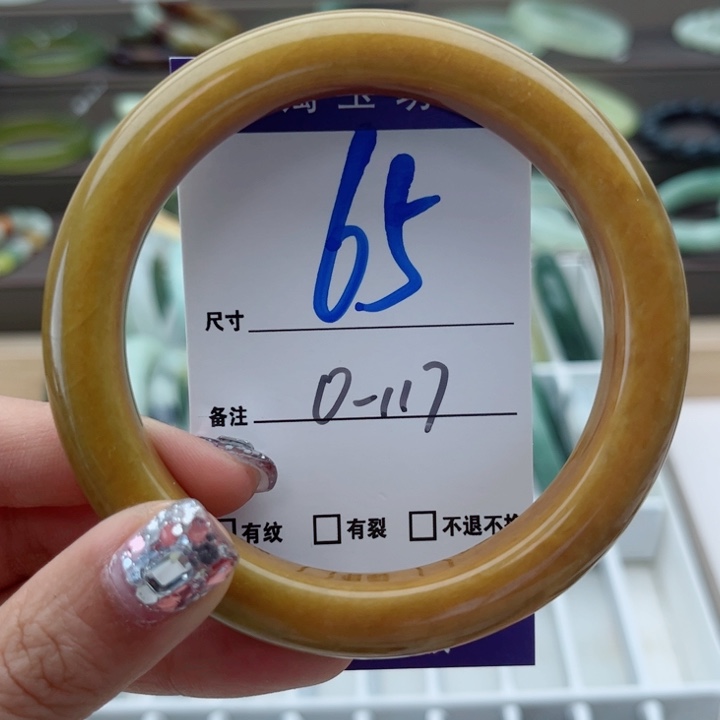 尺寸 65
备注 0-117
□有纹 □有裂 □不退不